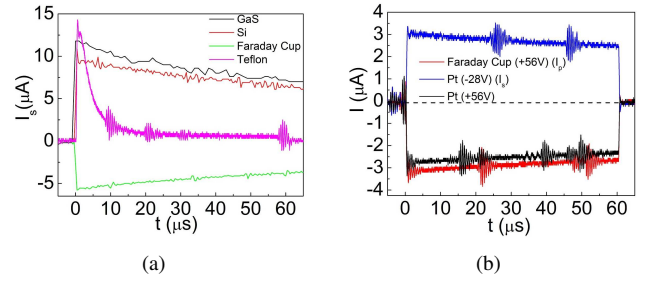 GaS
Si
Faraday Cup
Teflon
15
10
5
0
-5
I_s(μA)
0 10 20 30 40 50 60
t (μs)
(a)
4
3
2
1
0
-1
-2
-3
-4
I (μA)
Faraday Cup (+56V) (I_p)
Pt (-28V) (I_s)
Pt (+56V)
0 10 20 30 40 50 60
t (μs)
(b)